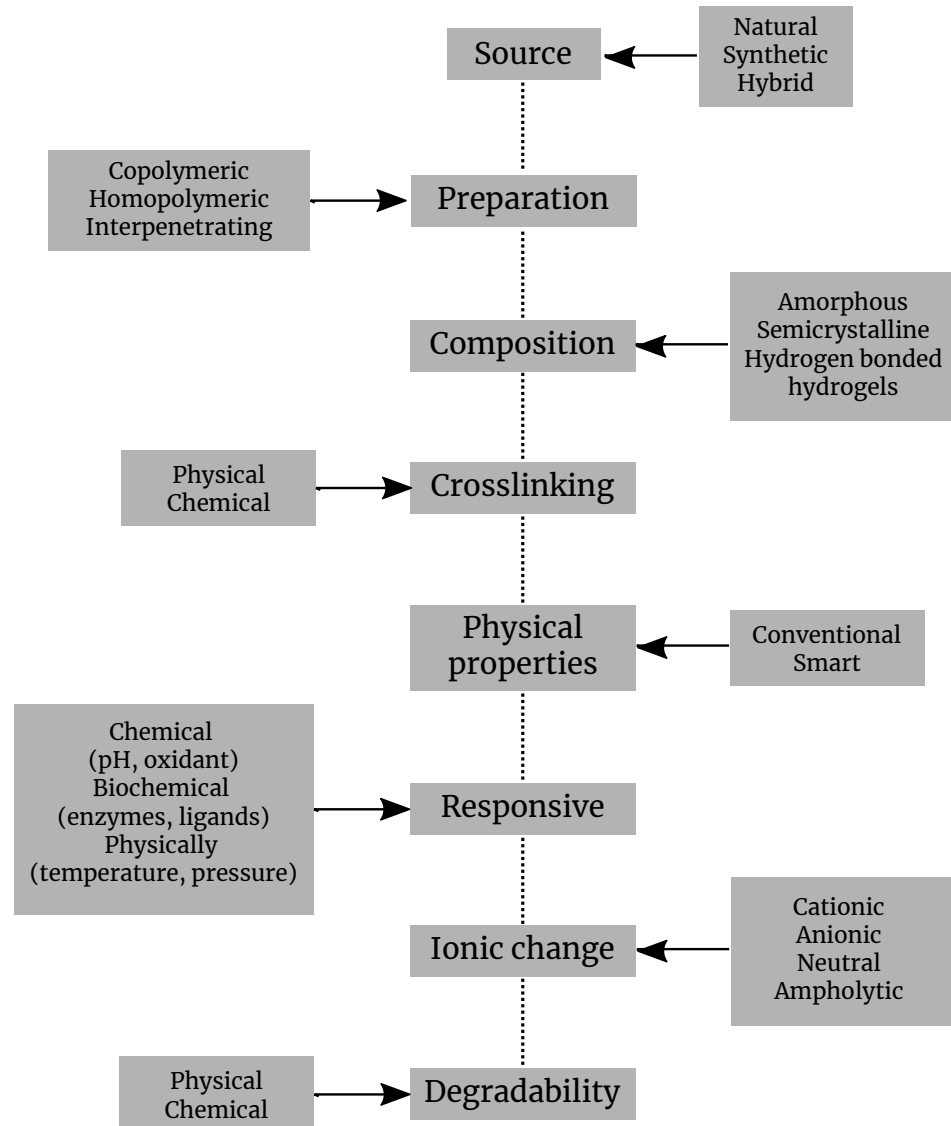 Source
Natural
Synthetic
Hybrid
Copolymeric
Homopolymeric
Interpenetrating
Preparation
Composition
Amorphous
Semicrystalline
Hydrogen bonded
hydrogels
Physical
Chemical
Crosslinking
Physical
properties
Conventional
Smart
Chemical
(pH, oxidant)
Biochemical
(enzymes, ligands)
Physically
(temperature, pressure)
Responsive
Ionic change
Cationic
Anionic
Neutral
Ampholytic
Physical
Chemical
Degradability